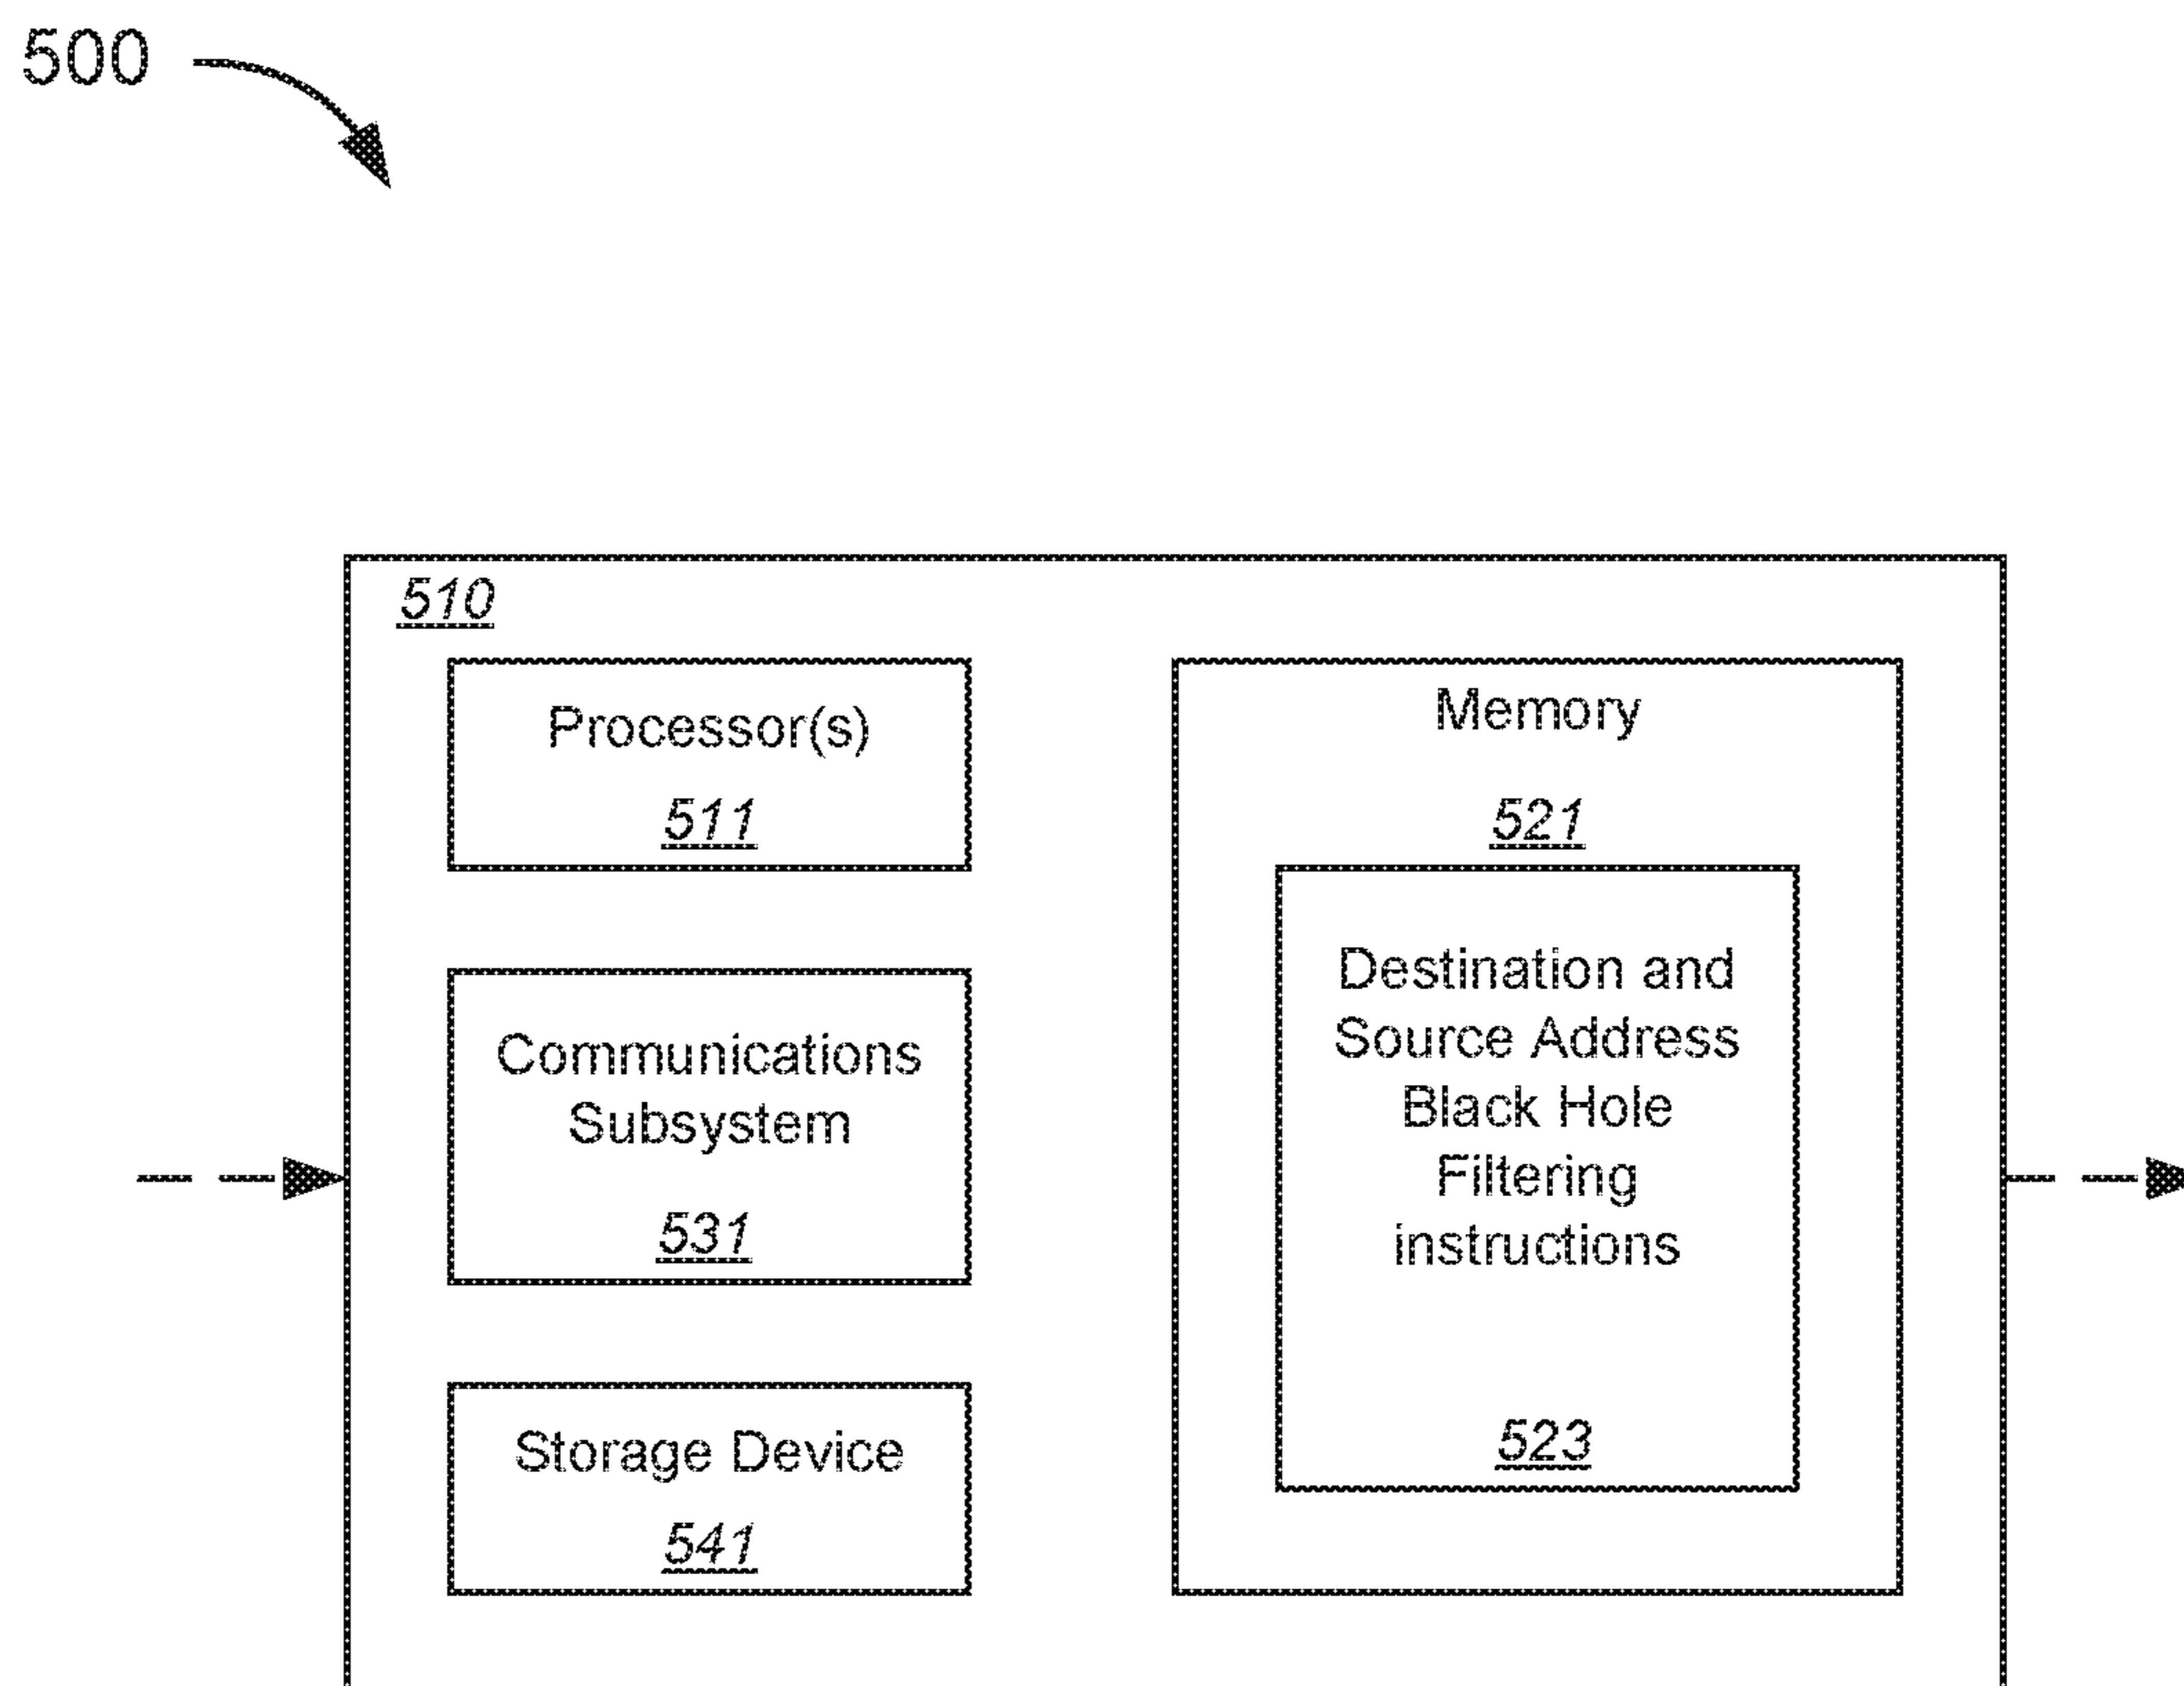 500
510
Processor(s)
511
Communications
Subsystem
531
Storage Device
541
Memory
521
Destination and
Source Address
Black Hole
Filtering
instructions
523